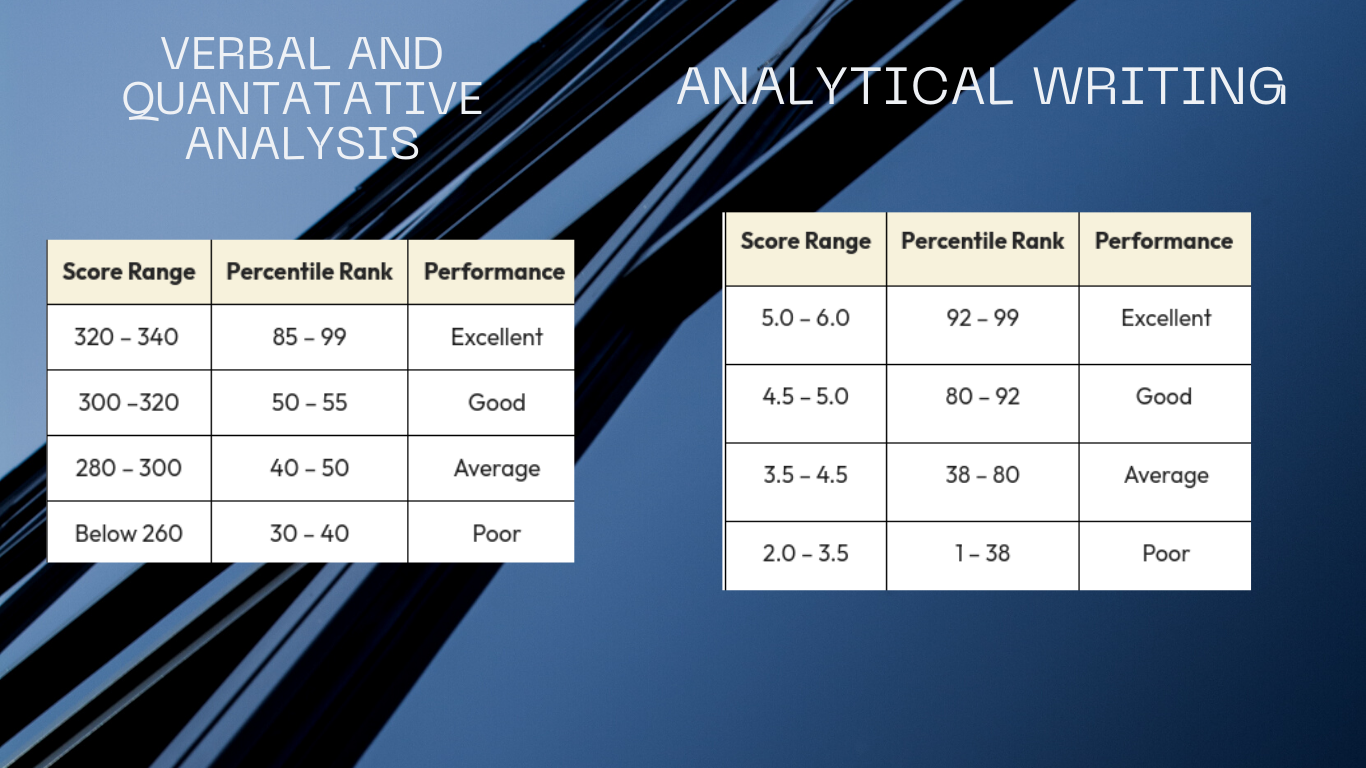 VERBAL AND
QUANTATATIVE
ANALYSIS
Score Range Percentile Rank Performance
320 – 340 85 – 99 Excellent
300 –320 50 – 55 Good
280 – 300 40 – 50 Average
Below 260 30 – 40 Poor
ANALYTICAL WRITING
Score Range Percentile Rank Performance
5.0 – 6.0 92 – 99 Excellent
4.5 – 5.0 80 – 92 Good
3.5 – 4.5 38 – 80 Average
2.0 – 3.5 1 – 38 Poor